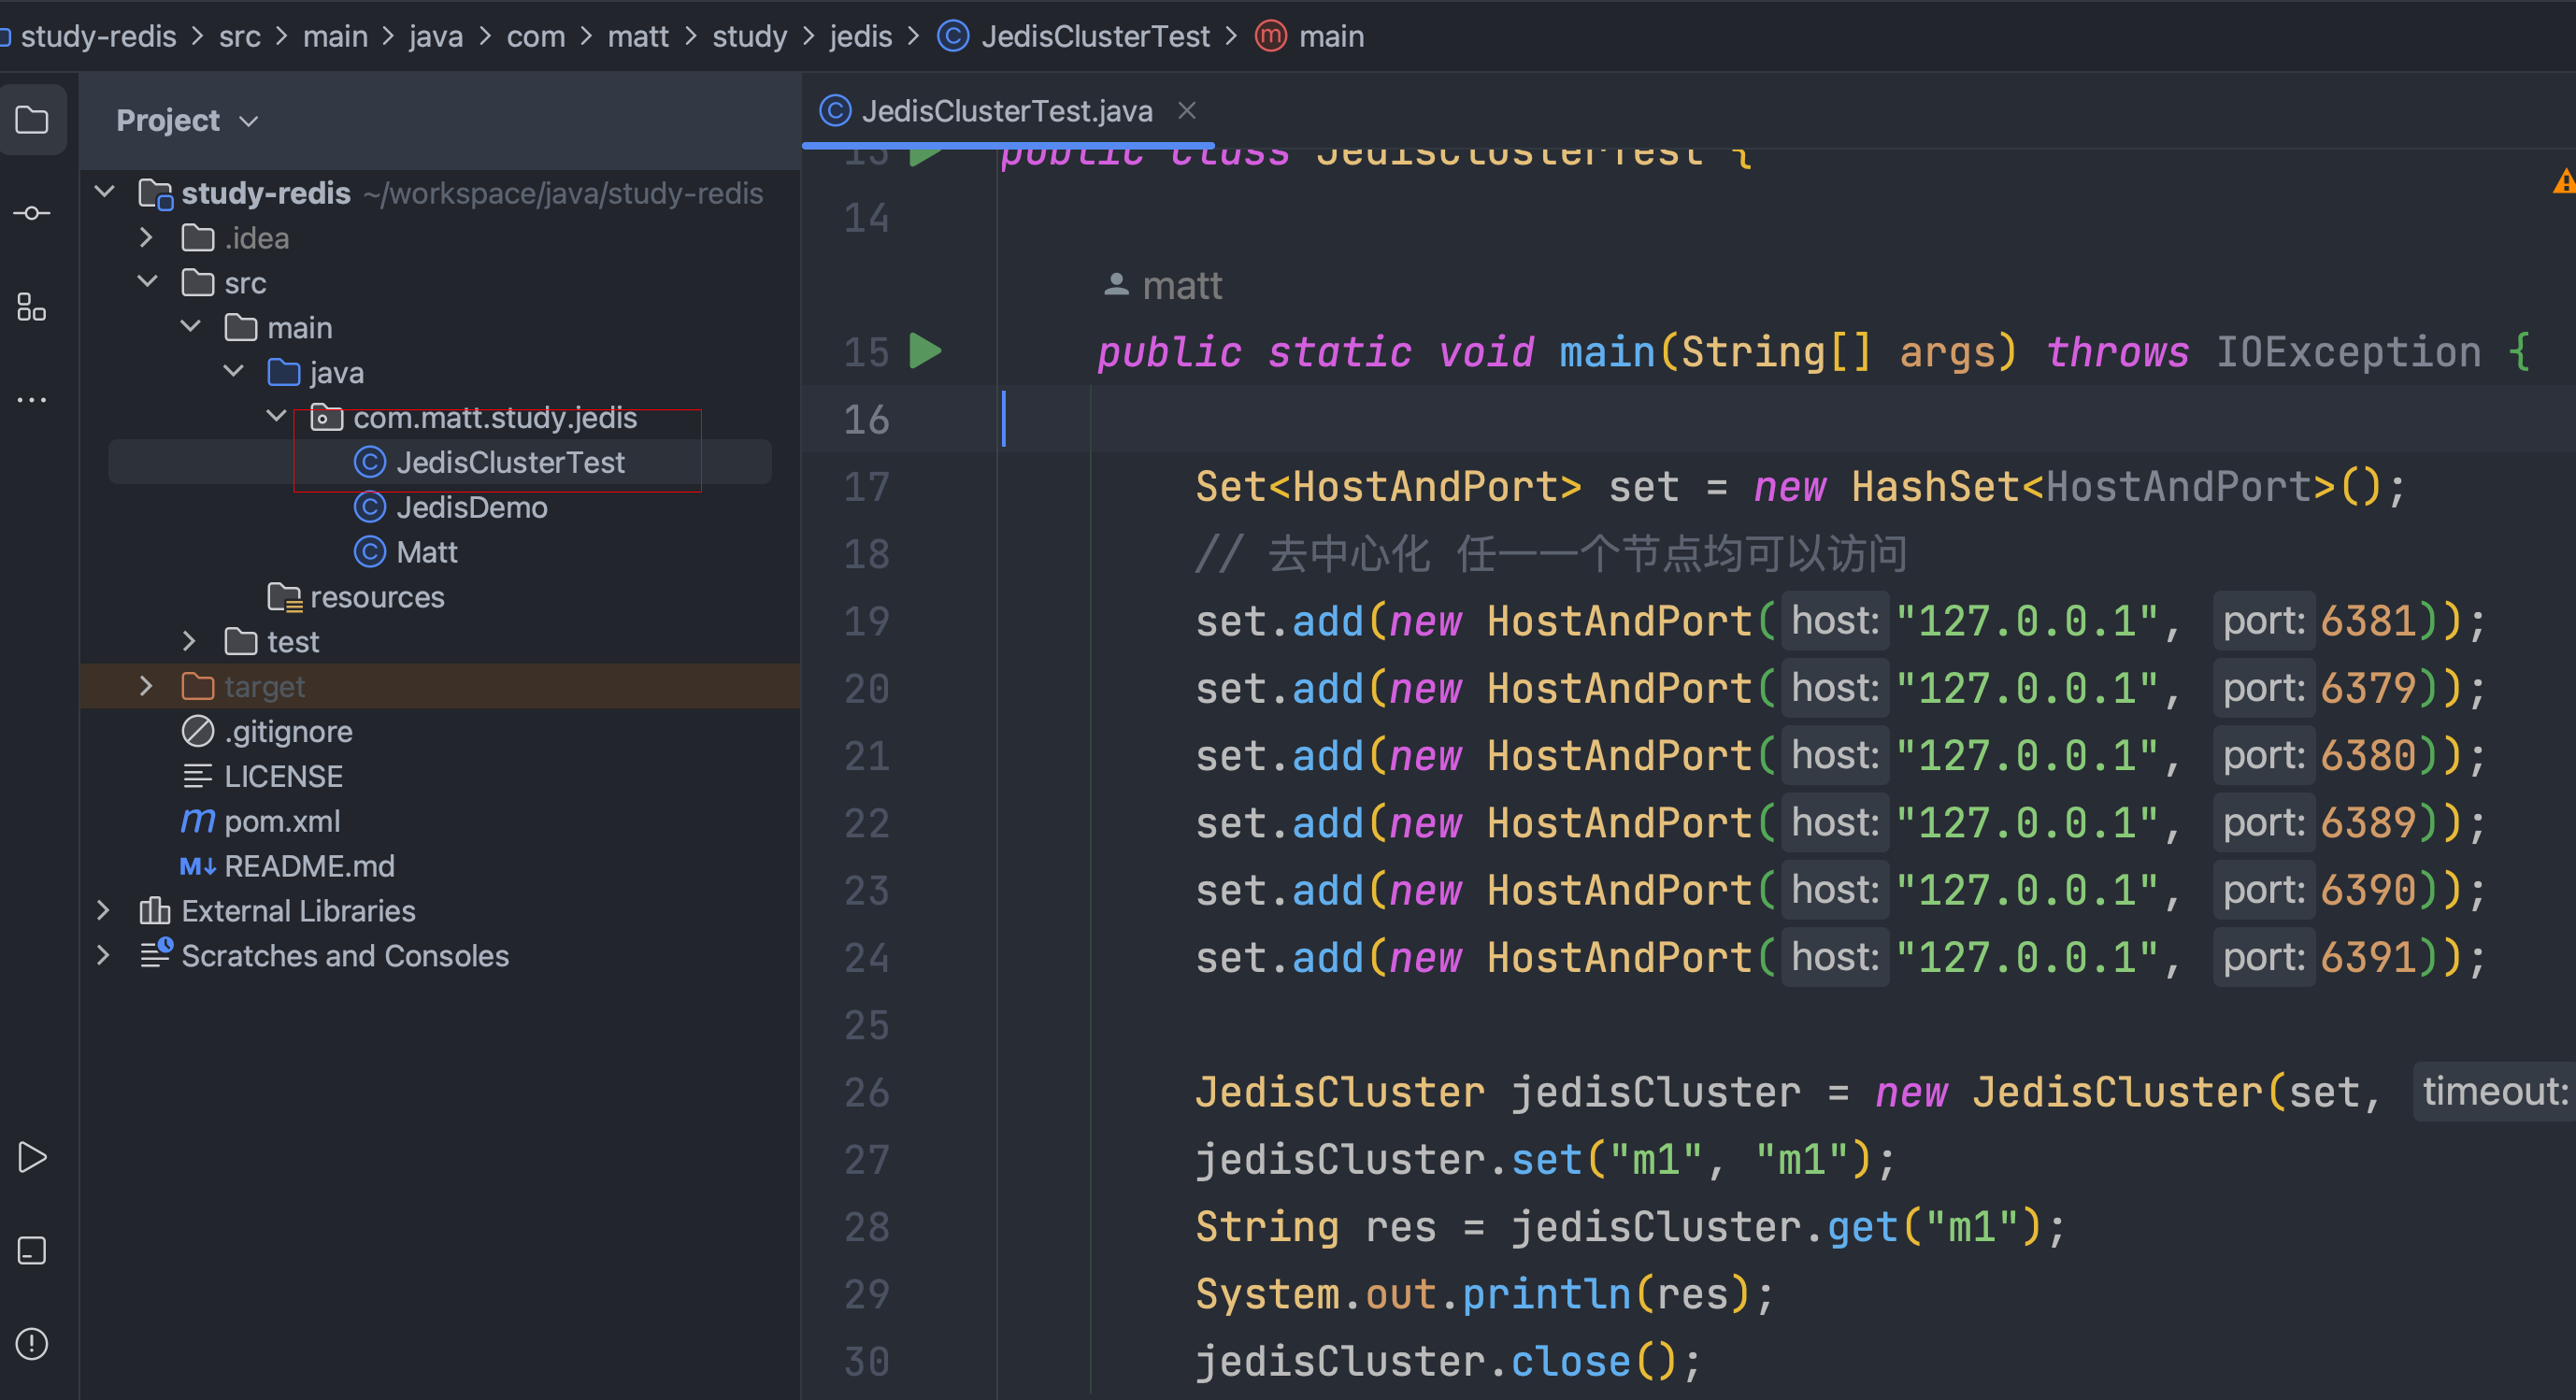 study-redis > src > main > java > com > matt > study > jedis > JedisClusterTest > main
Project
study-redis ~/workspace/java/study-redis
.idea
src
main
java
com.matt.study.jedis
JedisClusterTest
JedisDemo
Matt
resources
test
target
.gitignore
LICENSE
pom.xml
README.md
External Libraries
Scratches and Consoles
JedisClusterTest.java
13 public class JedisClusterTest {
14
matt
15 public static void main(String[] args) throws IOException {
16
17 Set<HostAndPort> set = new HashSet<HostAndPort>();
18 // 去中心化 任一一个节点均可以访问
19 set.add(new HostAndPort( host: "127.0.0.1", port: 6381));
20 set.add(new HostAndPort( host: "127.0.0.1", port: 6379));
21 set.add(new HostAndPort( host: "127.0.0.1", port: 6380));
22 set.add(new HostAndPort( host: "127.0.0.1", port: 6389));
23 set.add(new HostAndPort( host: "127.0.0.1", port: 6390));
24 set.add(new HostAndPort( host: "127.0.0.1", port: 6391));
25
26 JedisCluster jedisCluster = new JedisCluster(set, timeout:
27 jedisCluster.set("m1", "m1");
28 String res = jedisCluster.get("m1");
29 System.out.println(res);
30 jedisCluster.close();